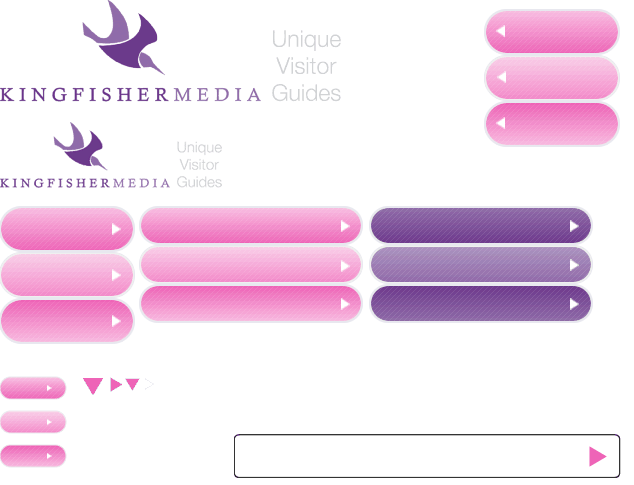 Unique
Visitor
Guides
KINGFISHERMEDIA
Unique
Visitor
Guides
KINGFISHERMEDIA